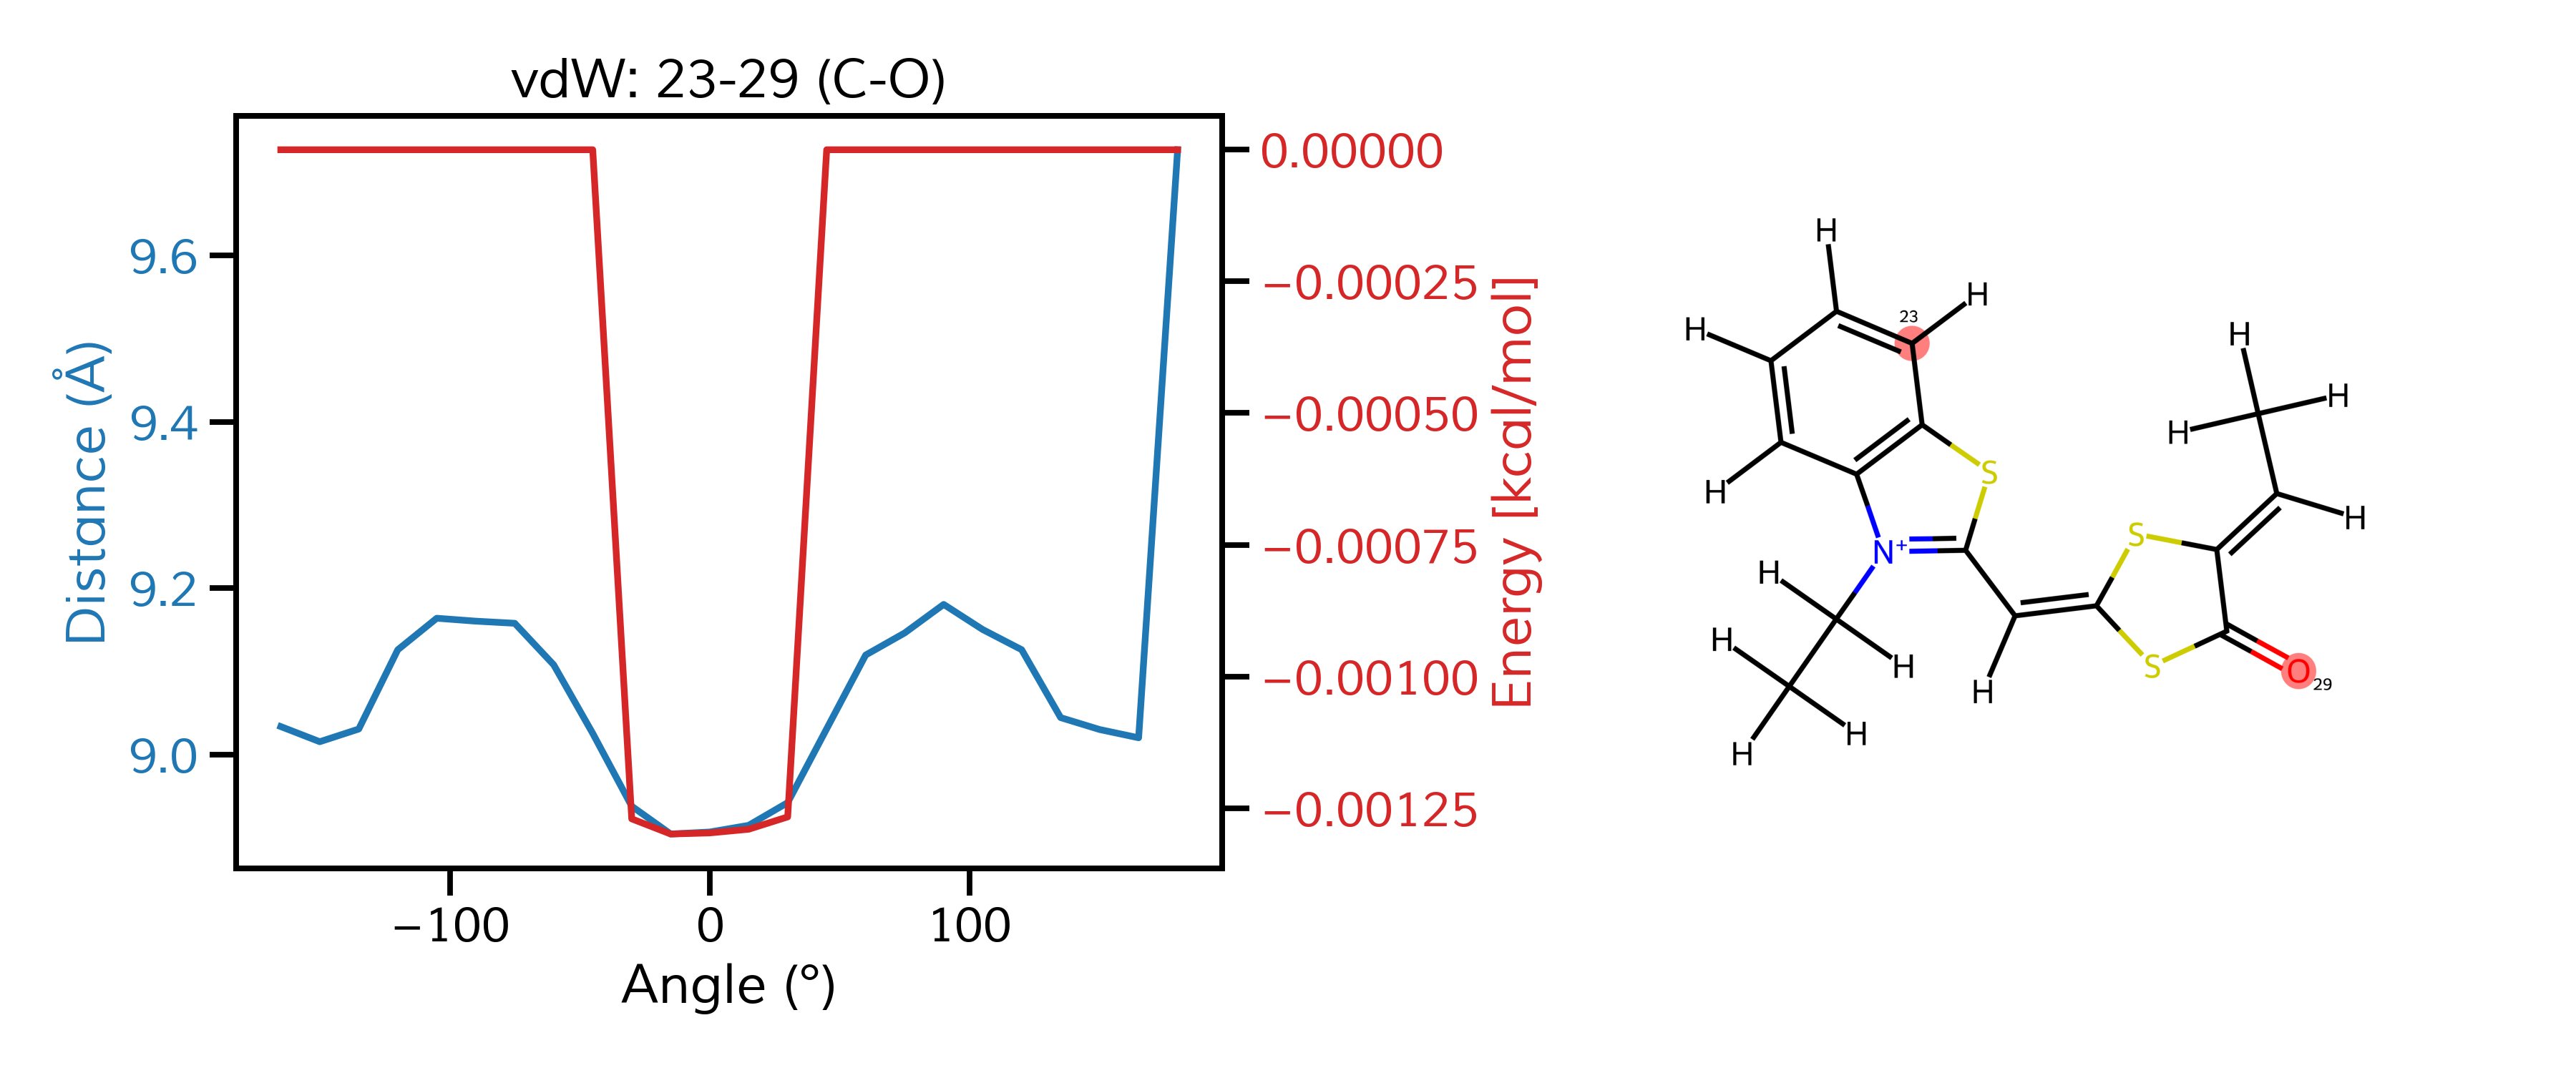 vdW: 23-29 (C-O)
Distance (Å)
9.6
9.4
9.2
9.0
0.00000
−0.00025
−0.00050
−0.00075
−0.00100
−0.00125
Energy [kcal/mol]
−100
0
100
Angle (°)
H
H
23
H
H
H
H
H
S
H
S
N⁺
H
H
H
S
O
29
H
H
H